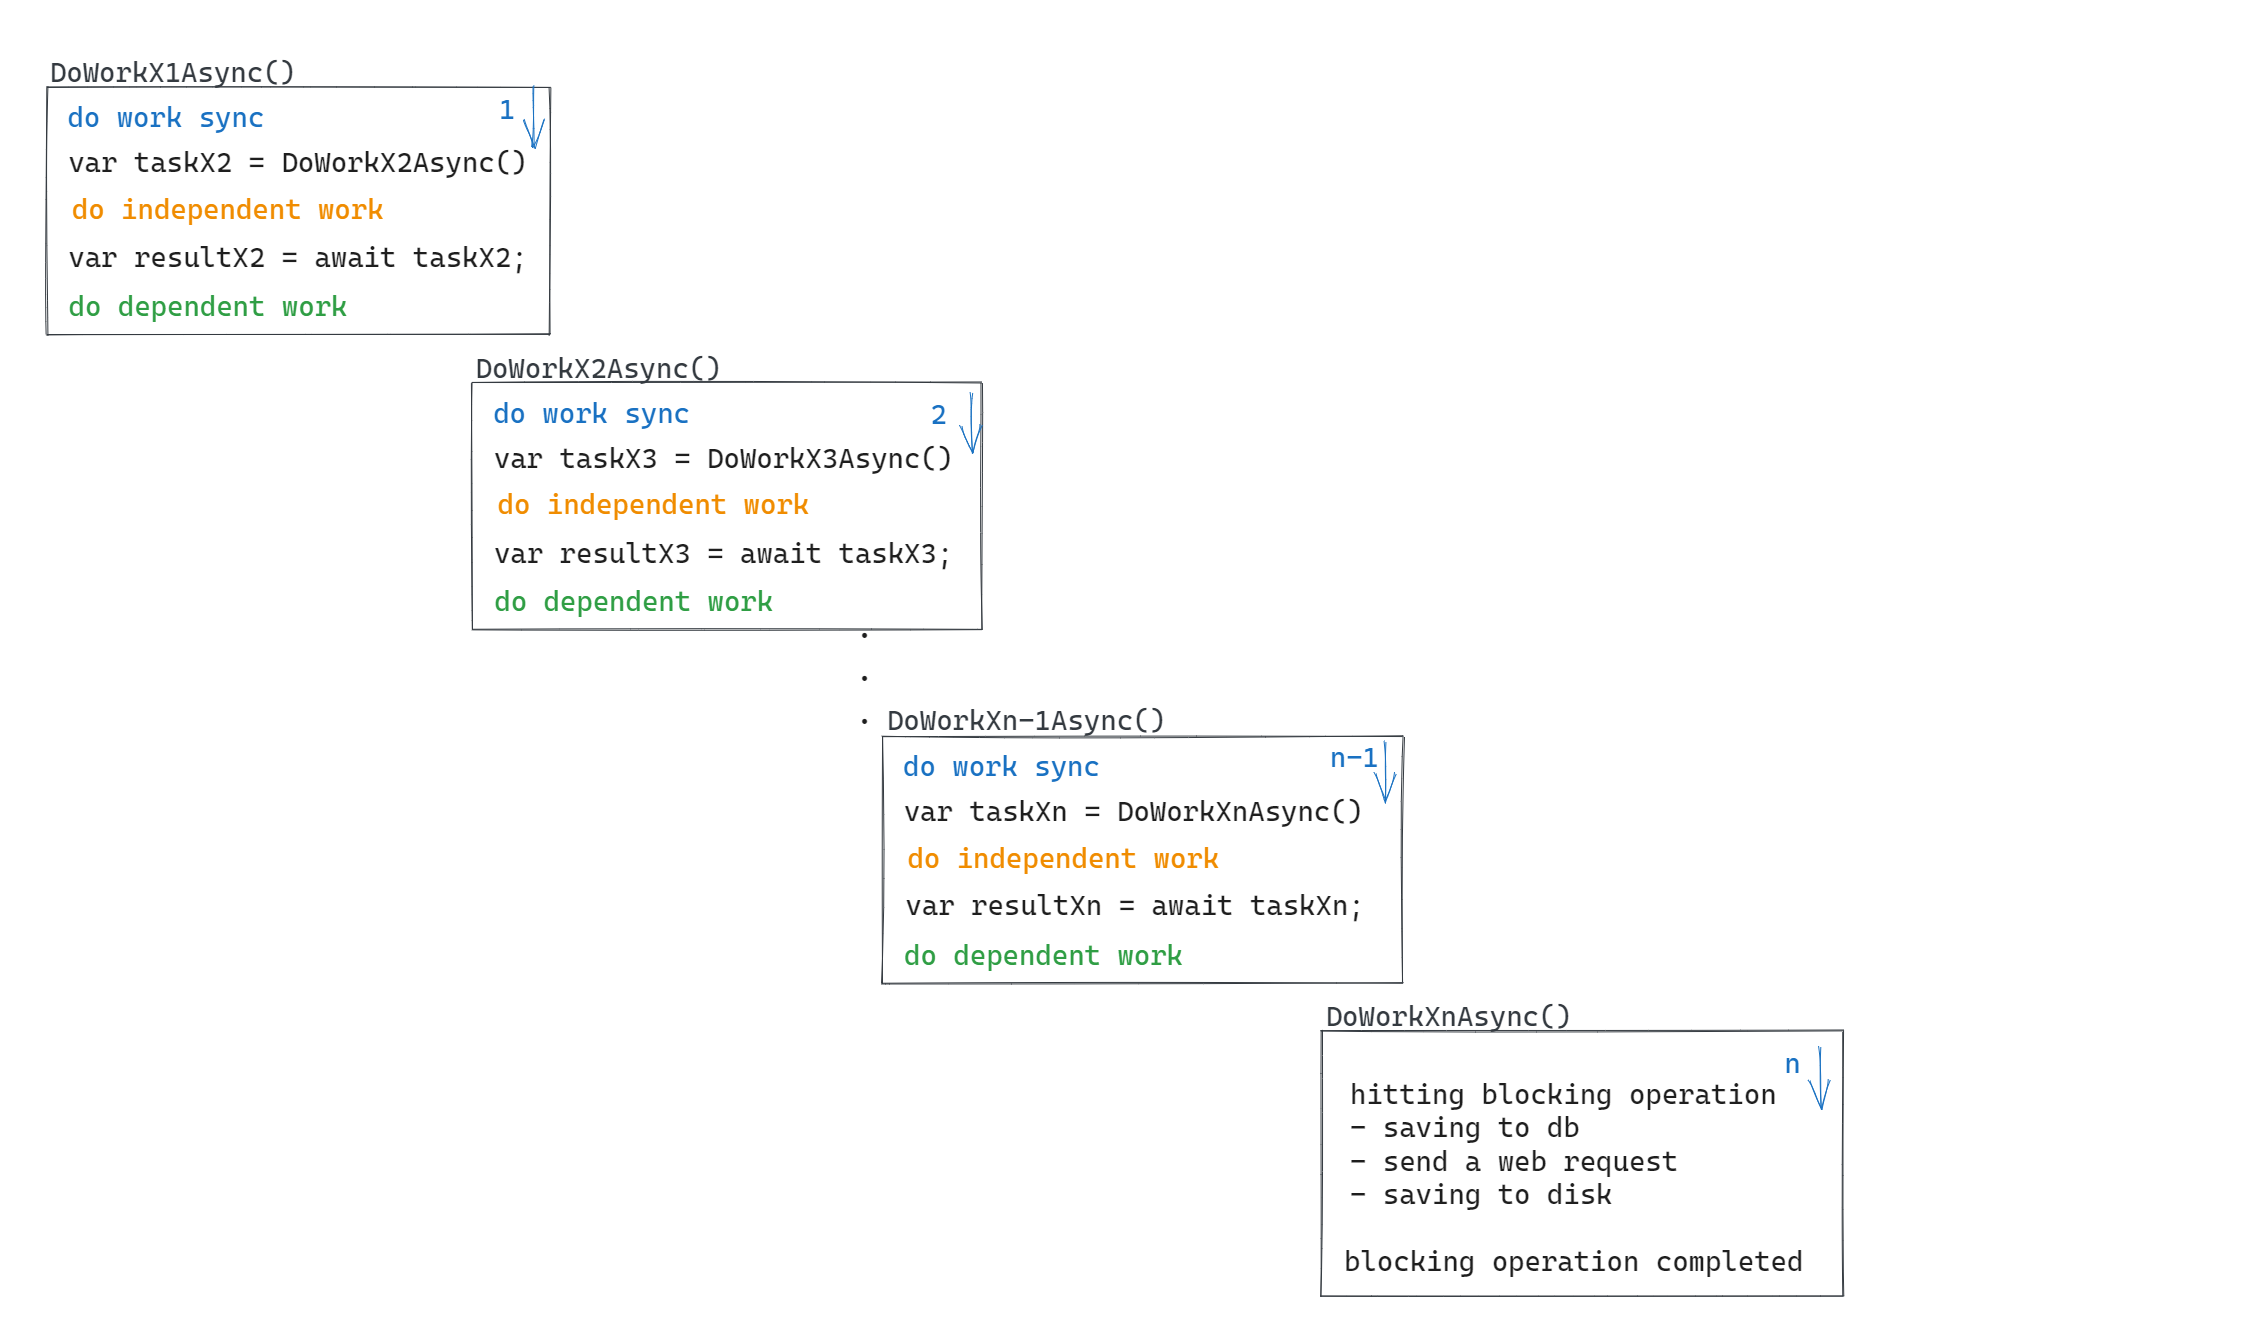 DoWorkX1Async()
do work sync
1
var taskX2 = DoWorkX2Async()
do independent work
var resultX2 = await taskX2;
do dependent work
DoWorkX2Async()
do work sync
2
var taskX3 = DoWorkX3Async()
do independent work
var resultX3 = await taskX3;
do dependent work
.
.
.
DoWorkXn-1Async()
do work sync
n-1
var taskXn = DoWorkXnAsync()
do independent work
var resultXn = await taskXn;
do dependent work
DoWorkXnAsync()
n
hitting blocking operation
- saving to db
- send a web request
- saving to disk
blocking operation completed